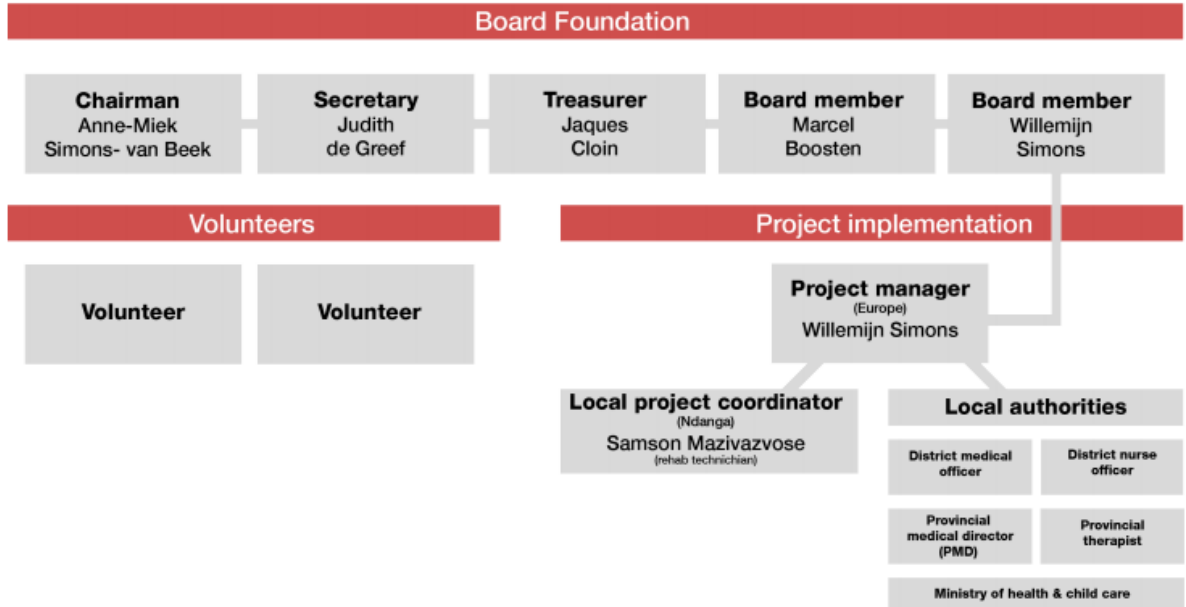 Board Foundation
Chairman
Anne-Miek
Simons- van Beek
Secretary
Judith
de Greef
Treasurer
Jaques
Cloin
Board member
Marcel
Boosten
Board member
Willemijn
Simons
Volunteers
Volunteer
Volunteer
Project implementation
Project manager
(Europe)
Willemijn Simons
Local project coordinator
(Ndanga)
Samson Mazivazvose
(rehab technichian)
Local authorities
District medical
officer
District nurse
officer
Provincial
medical director
(PMD)
Provincial
therapist
Ministry of health & child care